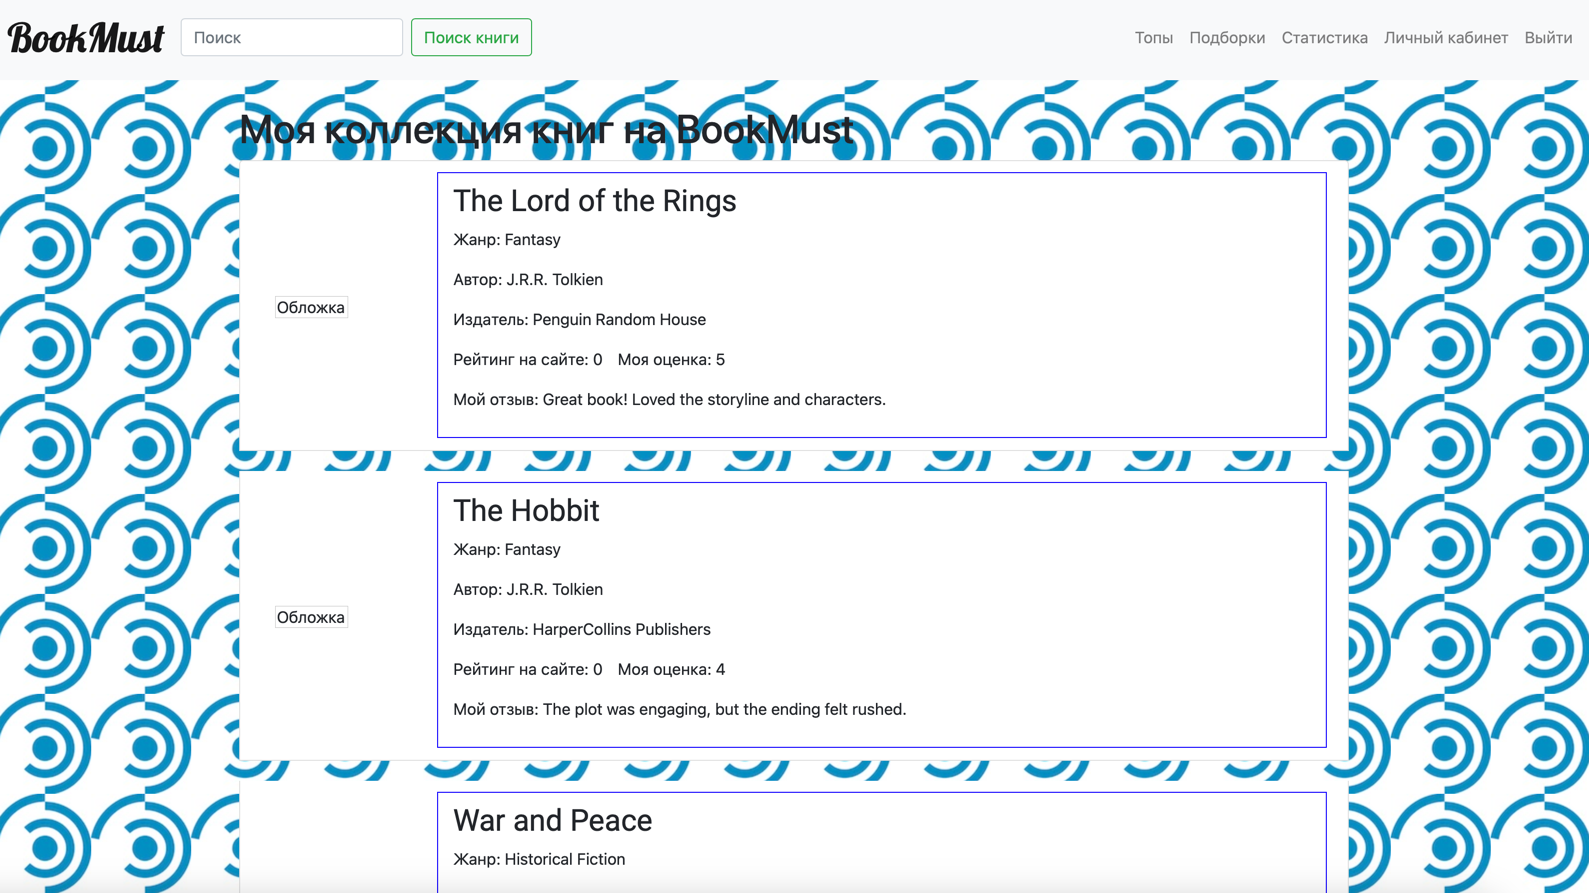 BookMust
Поиск
Поиск книги
Топы
Подборки
Статистика
Личный кабинет
Выйти
Моя коллекция книг на BookMust
Обложка
The Lord of the Rings
Жанр: Fantasy
Автор: J.R.R. Tolkien
Издатель: Penguin Random House
Рейтинг на сайте: 0 Моя оценка: 5
Мой отзыв: Great book! Loved the storyline and characters.
Обложка
The Hobbit
Жанр: Fantasy
Автор: J.R.R. Tolkien
Издатель: HarperCollins Publishers
Рейтинг на сайте: 0 Моя оценка: 4
Мой отзыв: The plot was engaging, but the ending felt rushed.
War and Peace
Жанр: Historical Fiction